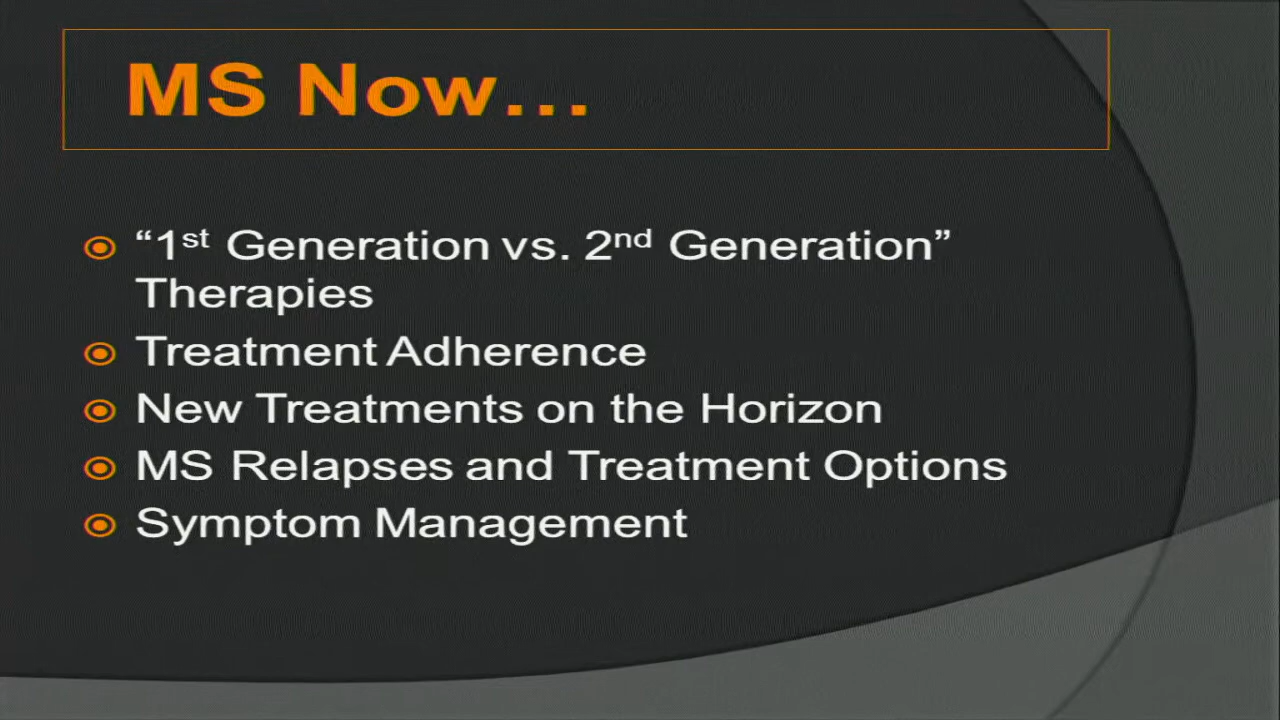 MS Now...
“1st Generation vs. 2nd Generation”
Therapies
Treatment Adherence
New Treatments on the Horizon
MS Relapses and Treatment Options
Symptom Management